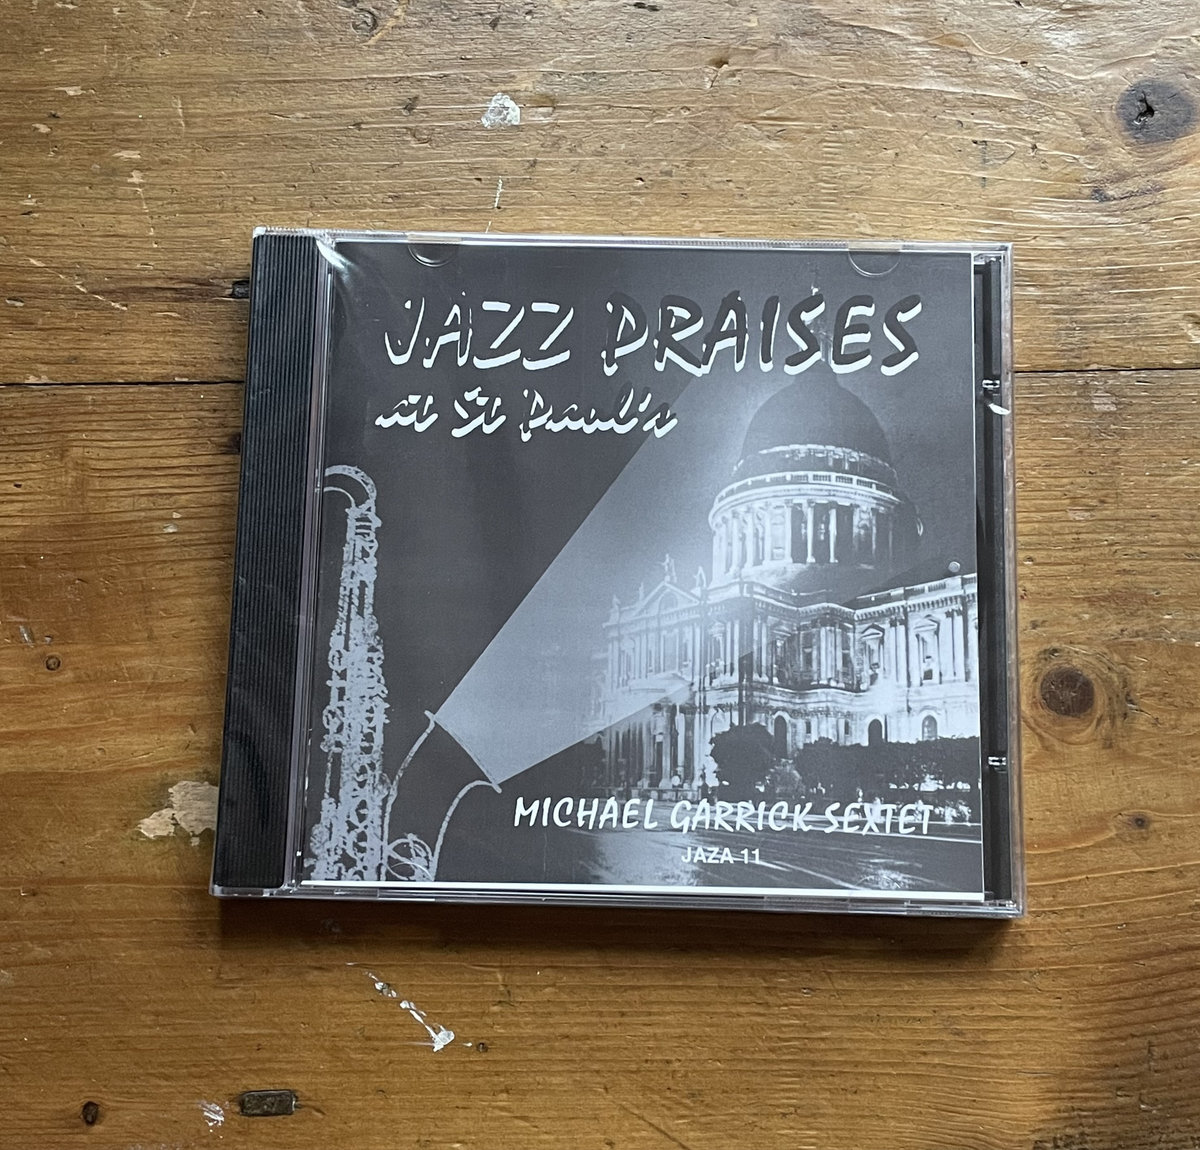 JAZZ PRAISES
at St Paul's
MICHAEL GARRICK SEXTET
JAZA 11